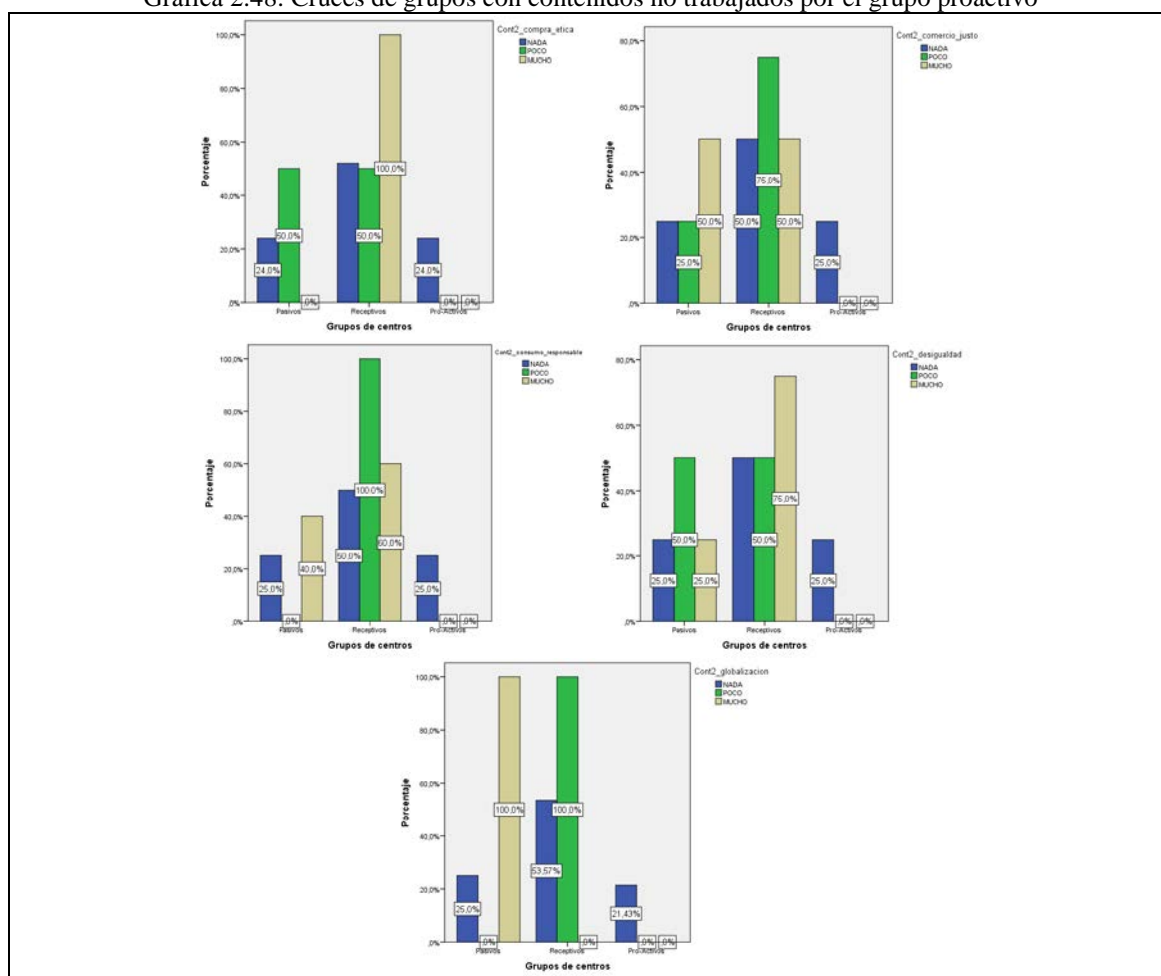 Gráfica 2.48: Cruces de grupos con contenidos no trabajados por el grupo proactivo
Cont2_compra_etica
NADA
POCO
MUCHO
Porcentaje
100,0%
80,0%
60,0%
40,0%
20,0%
,0%
24,0%
50,0%
,0%
50,0%
100,0%
24,0%
,0%
,0%
Pasivos
Receptivos
Pro-Activos
Grupos de centros
Cont2_comercio_justo
NADA
POCO
MUCHO
Porcentaje
80,0%
60,0%
40,0%
20,0%
,0%
25,0%
50,0%
50,0%
75,0%
50,0%
25,0%
,0%
,0%
Pasivos
Receptivos
Pro-Activos
Grupos de centros
Cont2_consumo_responsable
NADA
POCO
MUCHO
Porcentaje
100,0%
80,0%
60,0%
40,0%
20,0%
,0%
25,0%
,0%
40,0%
50,0%
100,0%
60,0%
25,0%
,0%
,0%
Pasivos
Receptivos
Pro-Activos
Grupos de centros
Cont2_desigualdad
NADA
POCO
MUCHO
Porcentaje
80,0%
60,0%
40,0%
20,0%
,0%
25,0%
50,0%
25,0%
50,0%
75,0%
25,0%
,0%
,0%
Pasivos
Receptivos
Pro-Activos
Grupos de centros
Cont2_globalizacion
NADA
POCO
MUCHO
Porcentaje
100,0%
80,0%
60,0%
40,0%
20,0%
,0%
25,0%
,0%
100,0%
53,57%
100,0%
,0%
21,43%
,0%
,0%
Pasivos
Receptivos
Pro-Activos
Grupos de centros